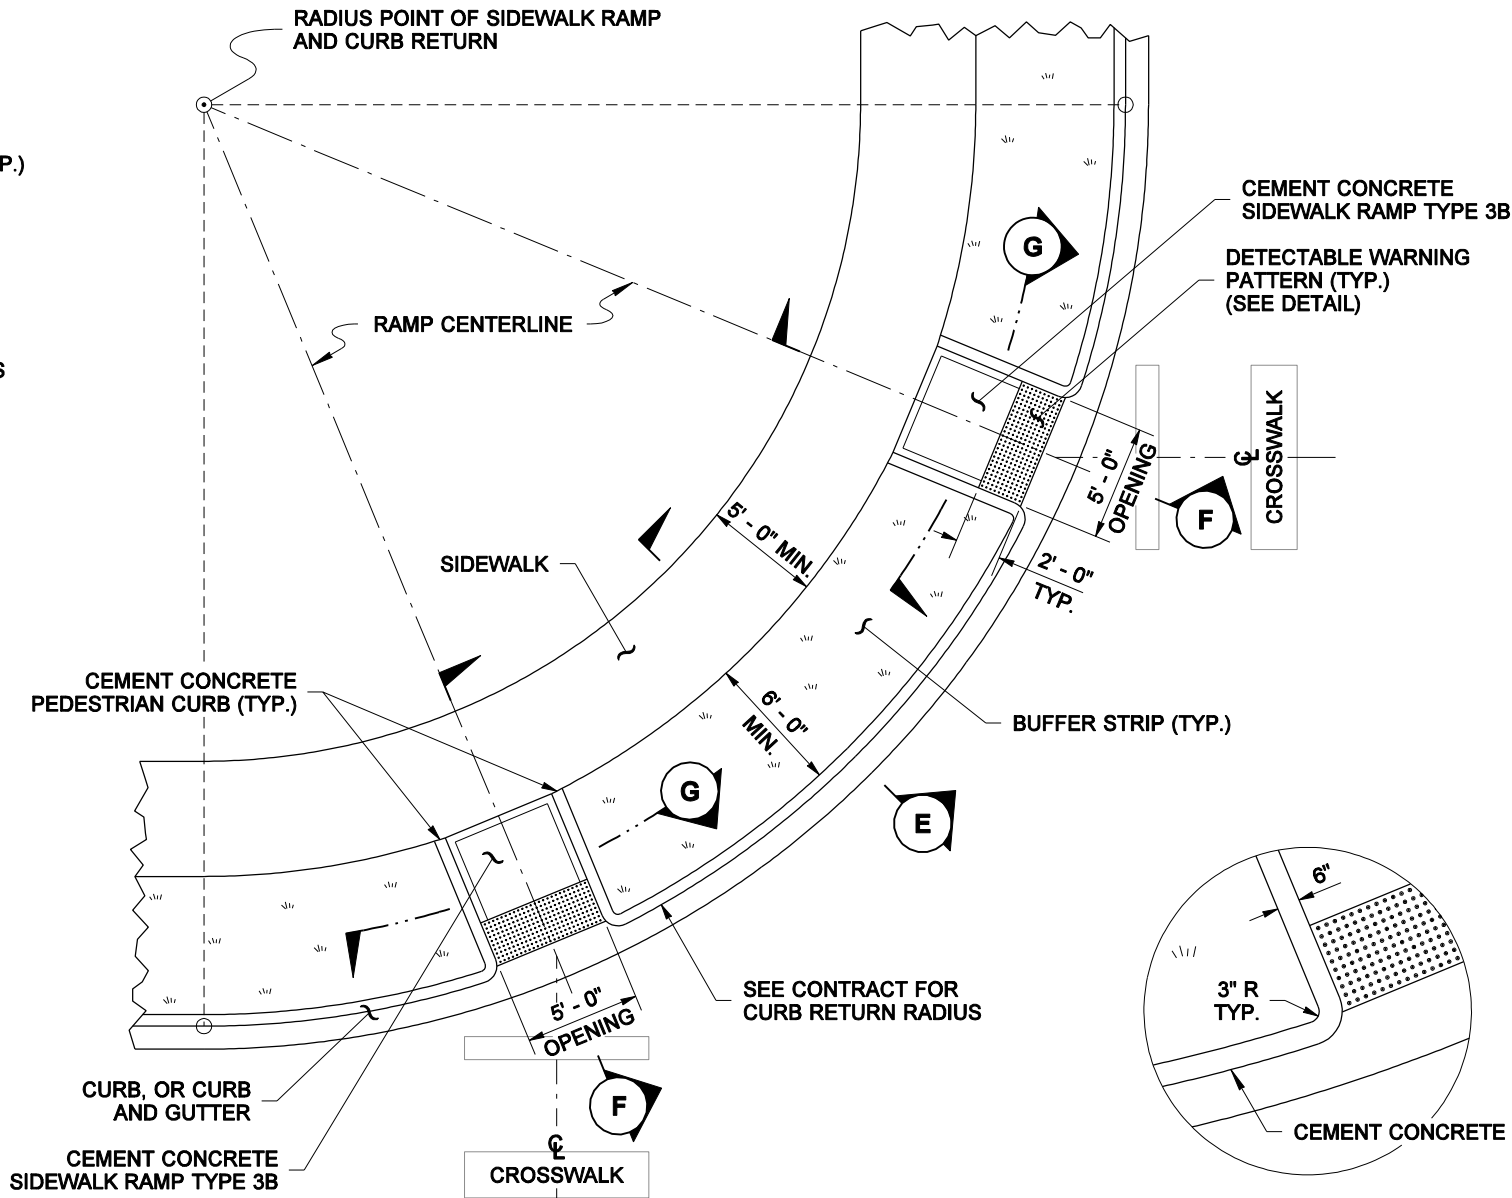 RADIUS POINT OF SIDEWALK RAMP
AND CURB RETURN
P.)
S
CEMENT CONCRETE
SIDEWALK RAMP TYPE 3B
G
DETECTABLE WARNING
PATTERN (TYP.)
(SEE DETAIL)
RAMP CENTERLINE
5' - 0"
OPENING
CL
CROSSWALK
F
5' - 0" MIN.
SIDEWALK
2' - 0"
TYP.
CEMENT CONCRETE
PEDESTRIAN CURB (TYP.)
6' - 0"
MIN.
BUFFER STRIP (TYP.)
G
E
6"
SEE CONTRACT FOR
CURB RETURN RADIUS
3" R
TYP.
5' - 0"
OPENING
CURB, OR CURB
AND GUTTER
F
CEMENT CONCRETE
CEMENT CONCRETE
SIDEWALK RAMP TYPE 3B
CL
CROSSWALK